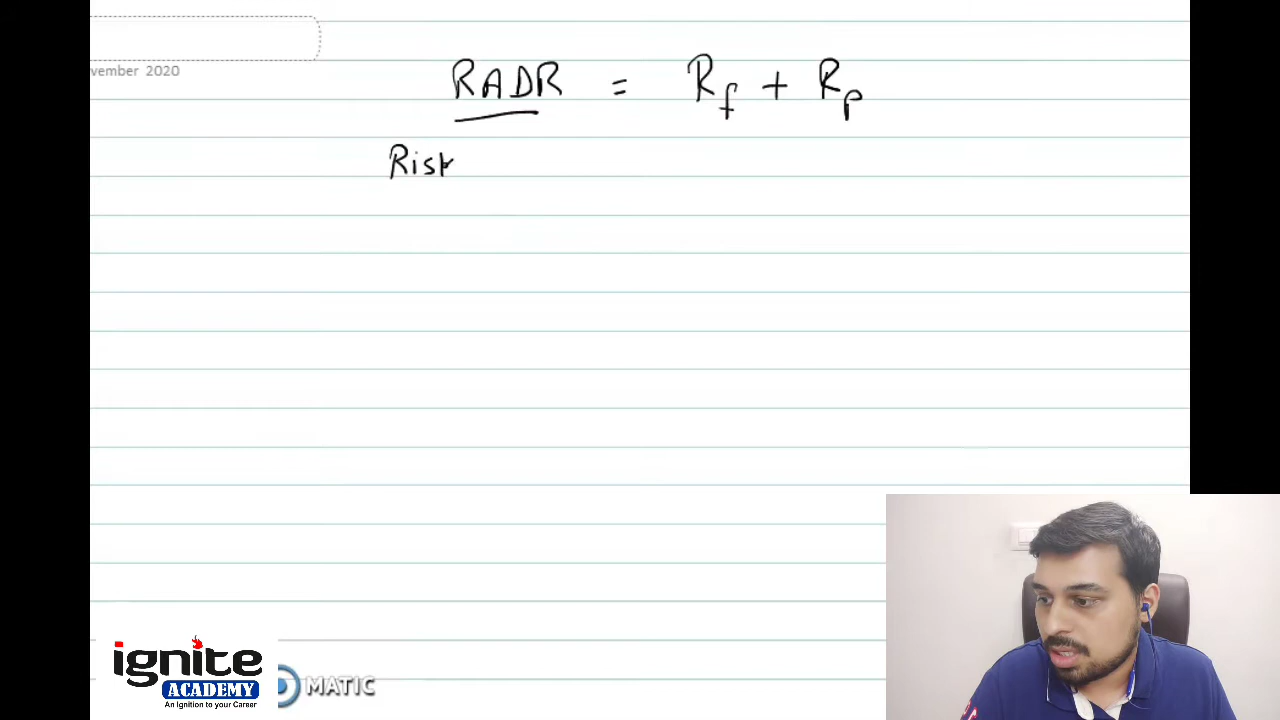 vember 2020
RADR = Rf + Rp
Risk
ignite
ACADEMY
An ignition to your Career
MATIC